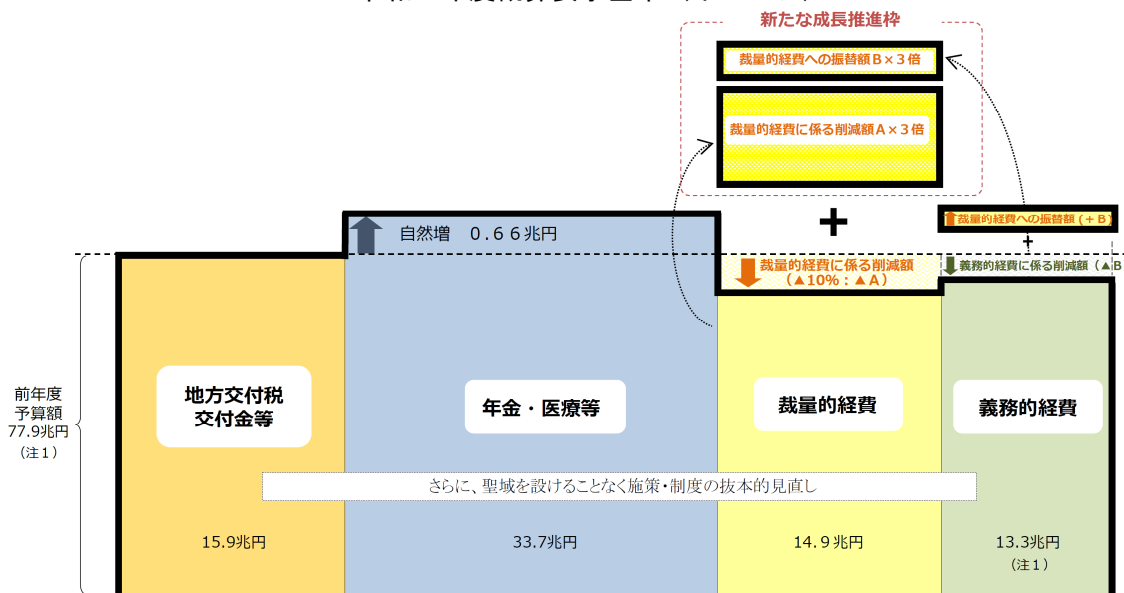 新たな成長推進枠
裁量的経費への振替額Ｂ×３倍
裁量的経費に係る削減額Ａ×３倍
+
裁量的経費への振替額（＋Ｂ）
+
自然増　０.６６兆円
裁量的経費に係る削減額
（▲10%：▲Ａ）
義務的経費に係る削減額（▲Ｂ
前年度
予算額
77.9兆円
（注１）
地方交付税
交付金等
年金・医療等
裁量的経費
義務的経費
さらに、聖域を設けることなく施策・制度の抜本的見直し
15.9兆円
33.7兆円
14.９兆円
13.3兆円
（注１）